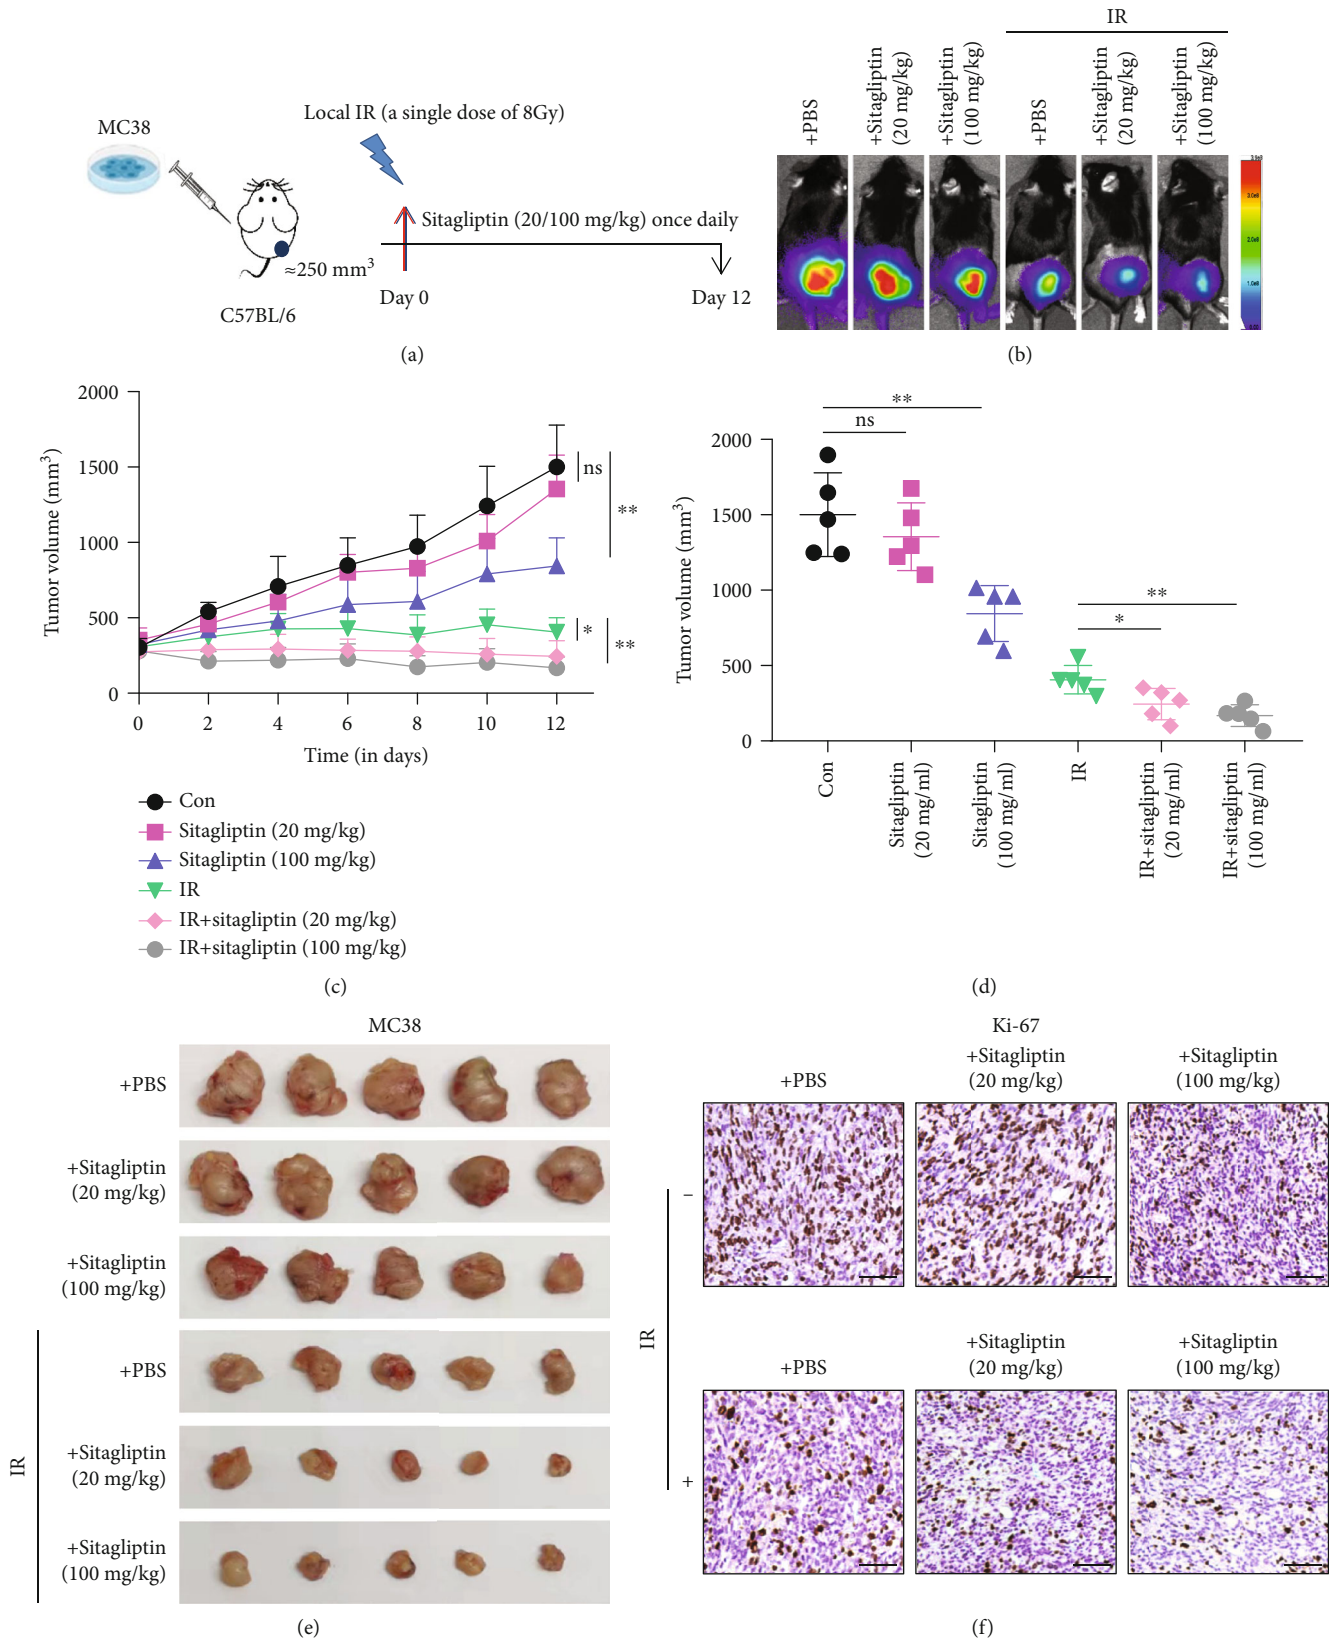 MC38
Local IR (a single dose of 8Gy)
Sitagliptin (20/100 mg/kg) once daily
≈250 mm³
Day 0
Day 12
C57BL/6
(a)
IR
+PBS
+Sitagliptin
(20 mg/kg)
+Sitagliptin
(100 mg/kg)
+PBS
+Sitagliptin
(20 mg/kg)
+Sitagliptin
(100 mg/kg)
3.0e8
2.0e8
1.0e8
(b)
Tumor volume (mm³)
2000
1500
1000
500
0
0
2
4
6
8
10
12
Time (in days)
ns
**
*
**
Con
Sitagliptin (20 mg/kg)
Sitagliptin (100 mg/kg)
IR
IR+sitagliptin (20 mg/kg)
IR+sitagliptin (100 mg/kg)
(c)
Tumor volume (mm³)
2000
1500
1000
500
0
**
ns
**
*
Con
Sitagliptin
(20 mg/ml)
Sitagliptin
(100 mg/ml)
IR
IR+sitagliptin
(20 mg/ml)
IR+sitagliptin
(100 mg/ml)
(d)
MC38
+PBS
+Sitagliptin
(20 mg/kg)
+Sitagliptin
(100 mg/kg)
IR
+PBS
+Sitagliptin
(20 mg/kg)
+Sitagliptin
(100 mg/kg)
(e)
Ki-67
+PBS
+Sitagliptin
(20 mg/kg)
+Sitagliptin
(100 mg/kg)
−
IR
+PBS
+Sitagliptin
(20 mg/kg)
+Sitagliptin
(100 mg/kg)
+
(f)